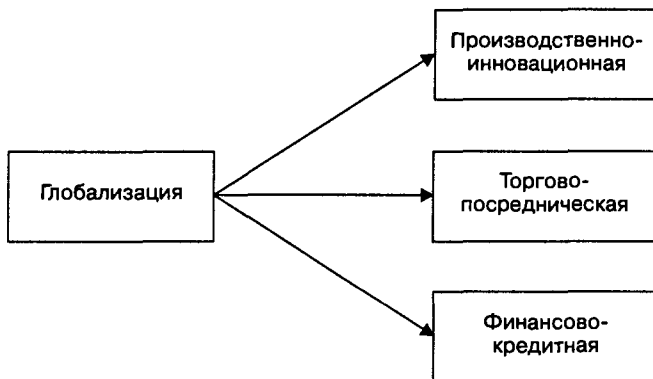 Производственно-
инновационная
Глобализация
Торгово-
посредническая
Финансово-
кредитная